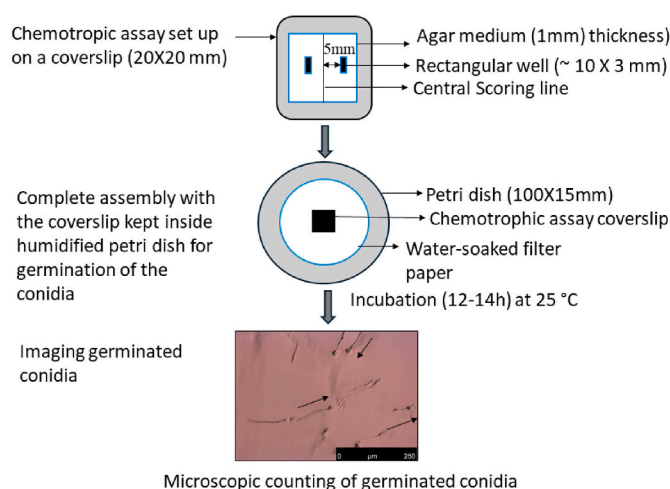 Chemotropic assay set up
on a coverslip (20X20 mm)
5mm
Agar medium (1mm) thickness)
Rectangular well (~ 10 X 3 mm)
Central Scoring line
Complete assembly with
the coverslip kept inside
humidified petri dish for
germination of the
conidia
Petri dish (100X15mm)
Chemotrophic assay coverslip
Water-soaked filter
paper
Incubation (12-14h) at 25 °C
Imaging germinated
conidia
0 µm 250
Microscopic counting of germinated conidia